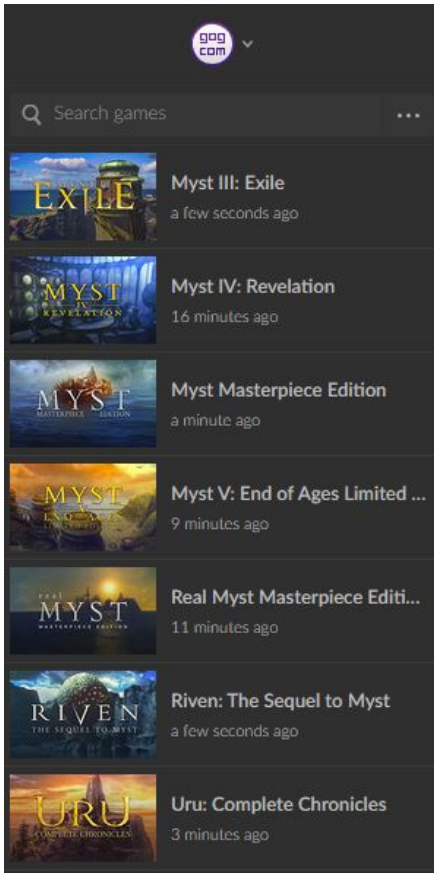 gog
com
Search games
EXILE
Myst III: Exile
a few seconds ago
MYST
IV
REVELATION
Myst IV: Revelation
16 minutes ago
MYST
MASTERPIECE EDITION
Myst Masterpiece Edition
a minute ago
MYST
V
END OF AGES
Myst V: End of Ages Limited ...
9 minutes ago
real
MYST
MASTERPIECE EDITION
Real Myst Masterpiece Editi...
11 minutes ago
RIVEN
THE SEQUEL TO MYST
Riven: The Sequel to Myst
a few seconds ago
URU
COMPLETE CHRONICLES
Uru: Complete Chronicles
3 minutes ago